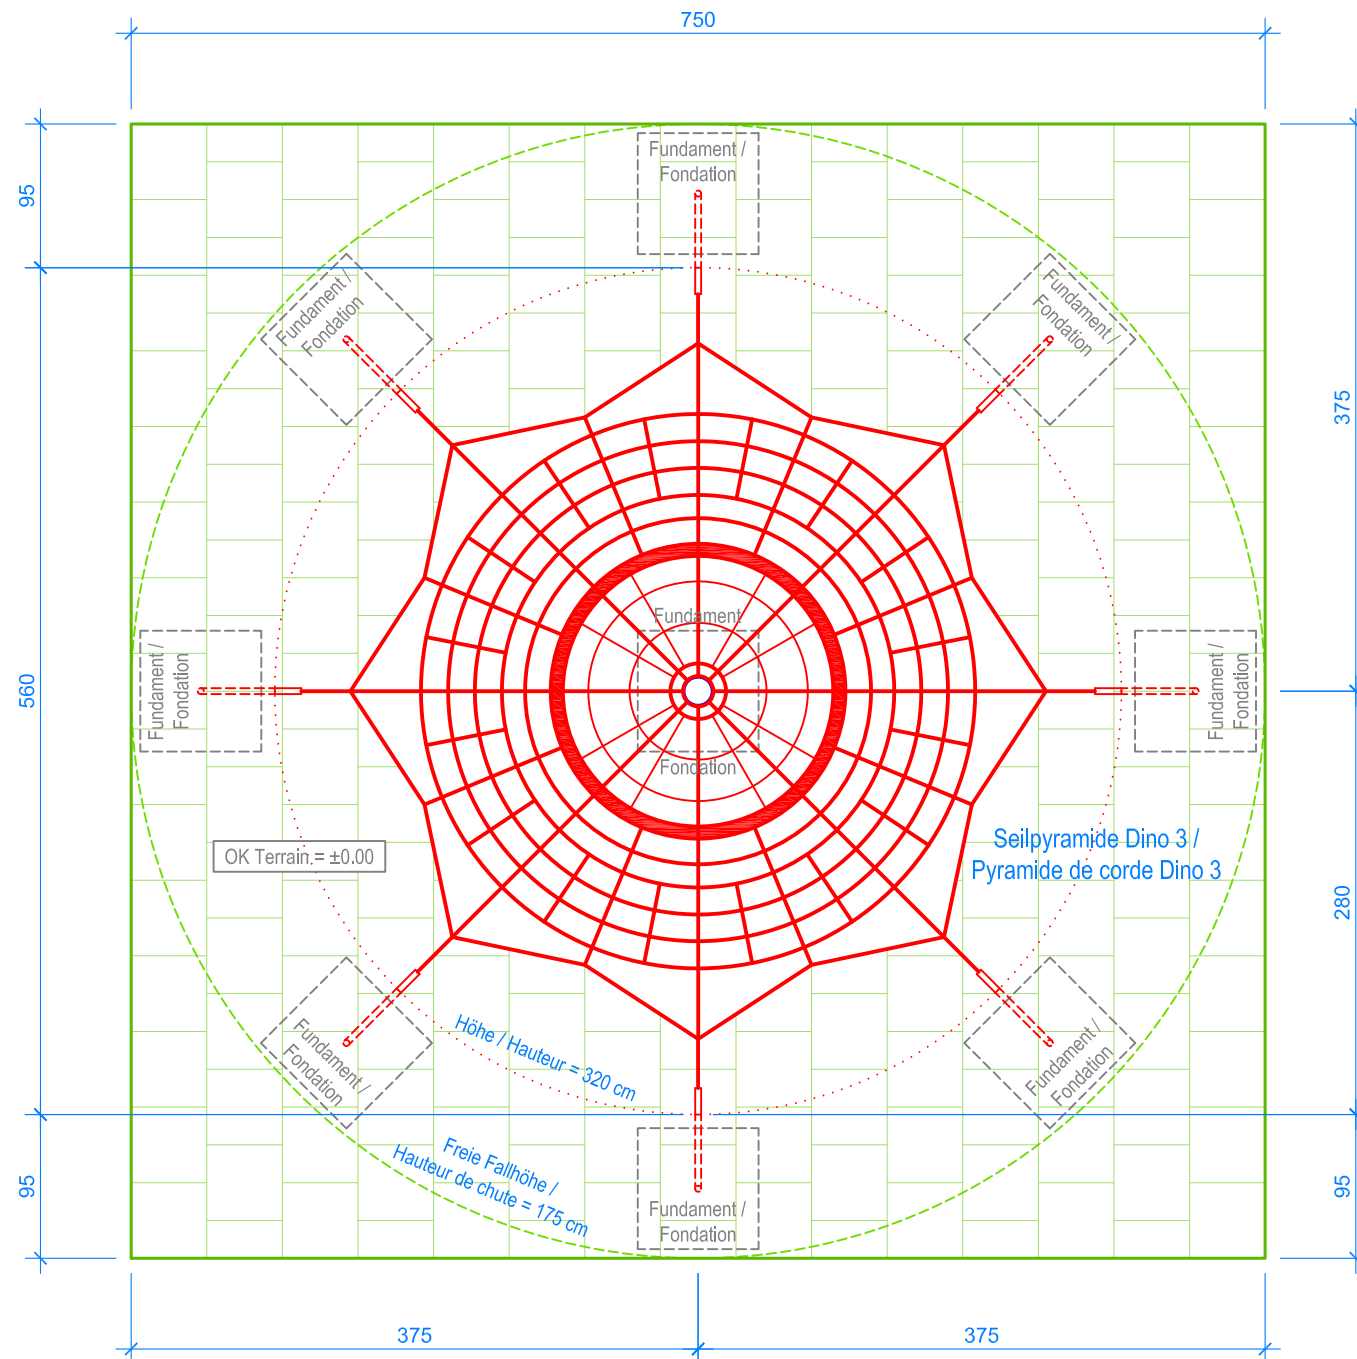 750
95
Fundament /
Fondation
Fundament /
Fondation
Fundament /
Fondation
375
Fundament
560
Fundament /
Fondation
Fundament /
Fondation
Fondation
Seilpyramide Dino 3 /
Pyramide de corde Dino 3
OK Terrain = ±0.00
280
Höhe / Hauteur = 320 cm
Fundament /
Fondation
Fundament /
Fondation
Freie Fallhöhe /
Hauteur de chute = 175 cm
95
Fundament /
Fondation
95
375
375